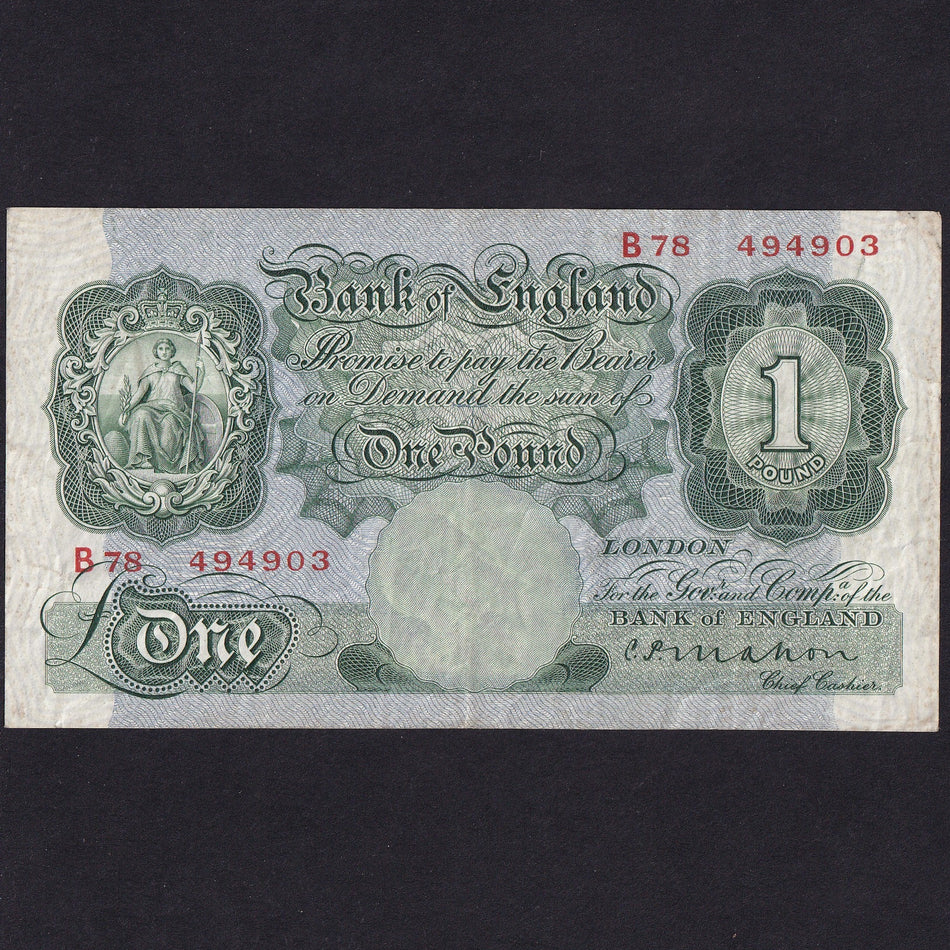 B78 494903
Bank of England
Promise to pay the Bearer
on Demand the sum of
One Pound
1
POUND
B78 494903
LONDON
For the Govr. and Compa. of the
BANK of ENGLAND
C.P. Mahon
Chief Cashier.
£One